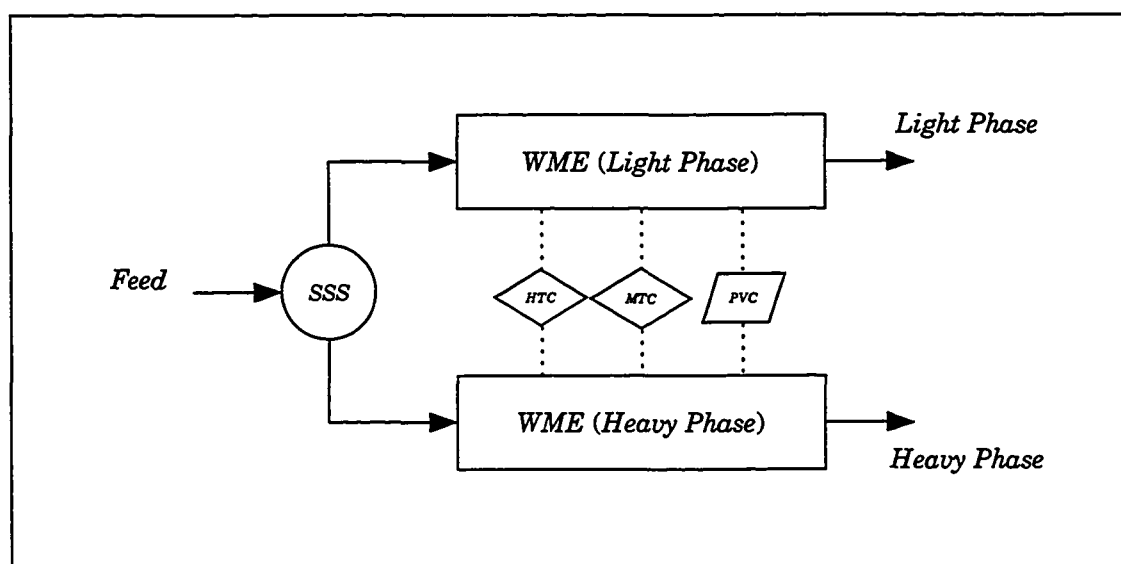 Light Phase
WME (Light Phase)
Feed
SSS
HTC
MTC
PVC
WME (Heavy Phase)
Heavy Phase